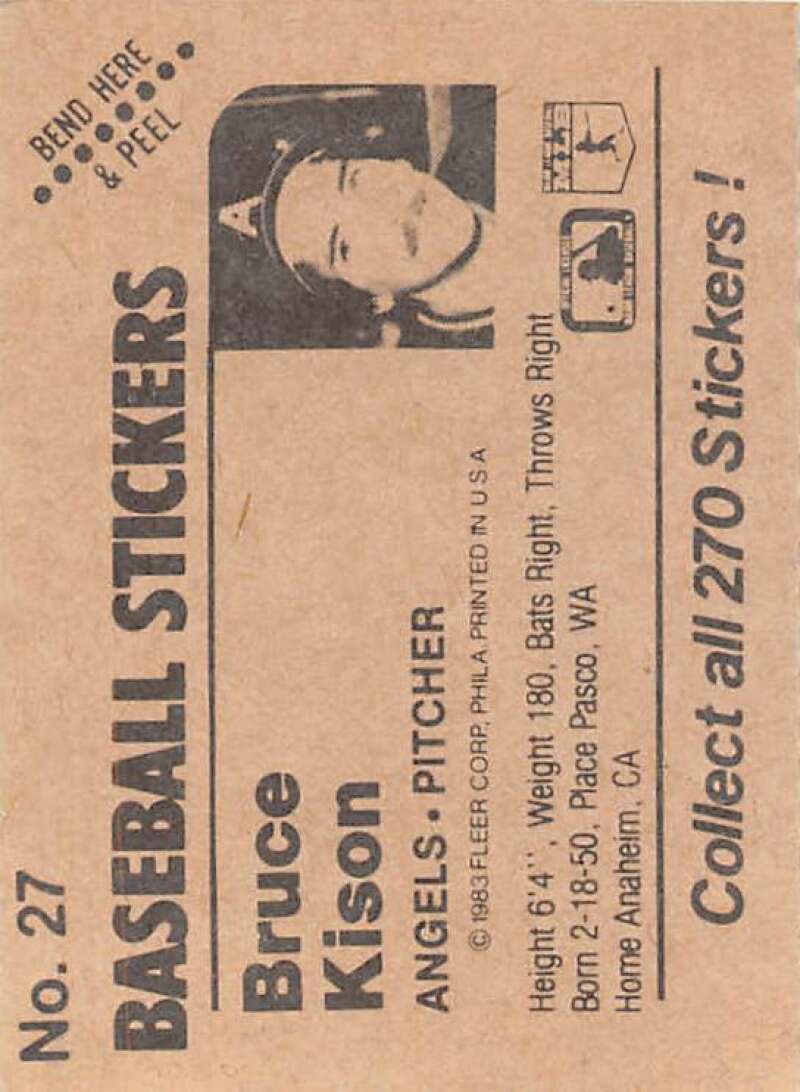 No. 27
BEND HERE
& PEEL
BASEBALL STICKERS
Bruce
Kison
ANGELS • PITCHER
© 1983 FLEER CORP., PHILA. PRINTED IN U.S.A
Height 6'4'', Weight 180, Bats Right, Throws Right
Born 2-18-50, Place Pasco, WA
Home Anaheim, CA
Collect all 270 Stickers!
A